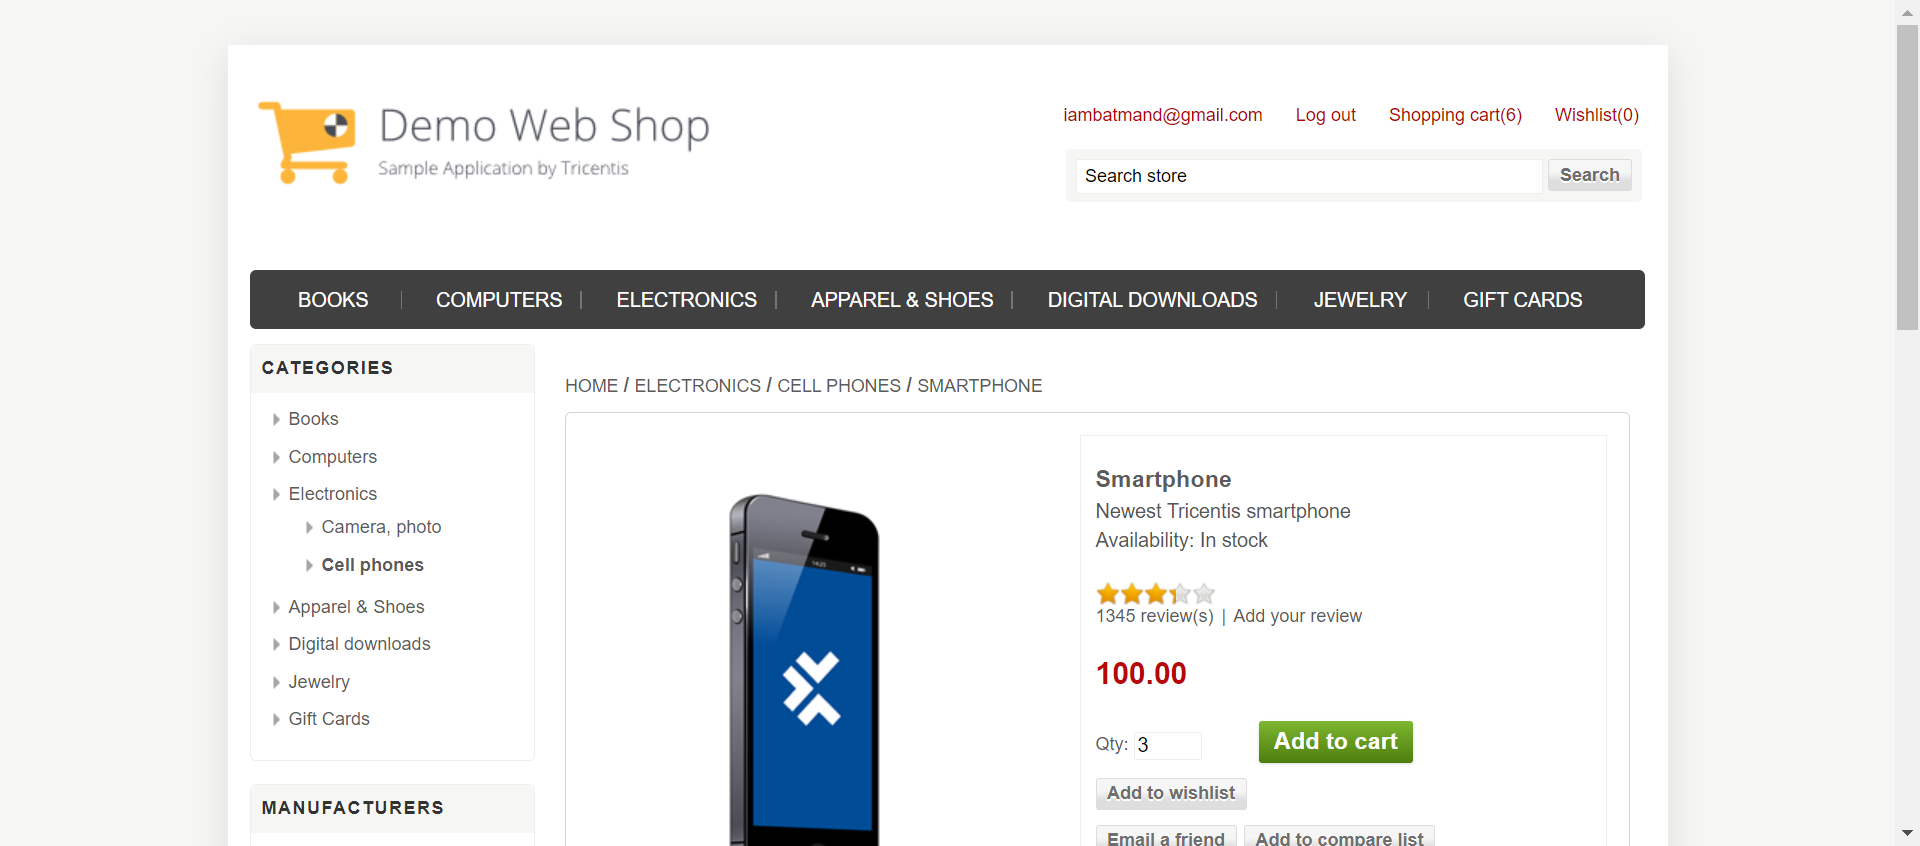 Demo Web Shop
Sample Application by Tricentis
iambatmand@gmail.com Log out Shopping cart(6) Wishlist(0)
Search store Search
BOOKS COMPUTERS ELECTRONICS APPAREL & SHOES DIGITAL DOWNLOADS JEWELRY GIFT CARDS
CATEGORIES
Books
Computers
Electronics
Camera, photo
Cell phones
Apparel & Shoes
Digital downloads
Jewelry
Gift Cards
MANUFACTURERS
HOME / ELECTRONICS / CELL PHONES / SMARTPHONE
14:25
Smartphone
Newest Tricentis smartphone
Availability: In stock
1345 review(s) | Add your review
100.00
Qty: 3 Add to cart
Add to wishlist
Email a friend Add to compare list